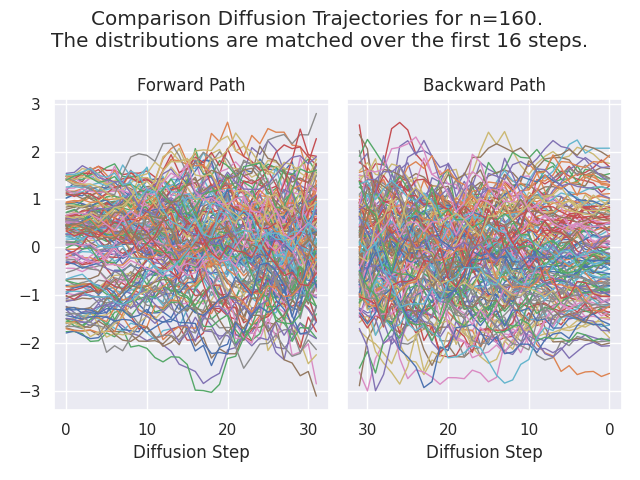 Comparison Diffusion Trajectories for n=160.
The distributions are matched over the first 16 steps.
Forward Path
Backward Path
3
2
1
0
−1
−2
−3
0
10
20
30
30
20
10
0
Diffusion Step
Diffusion Step